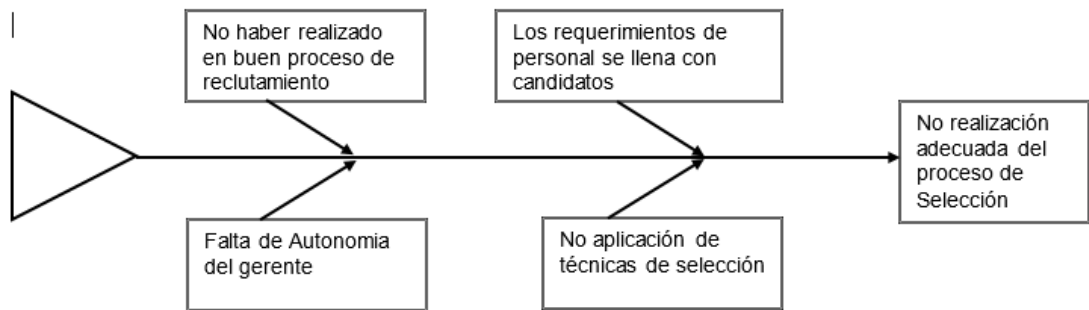 No haber realizado
en buen proceso de
reclutamiento
Los requerimientos de
personal se llena con
candidatos
No realización
adecuada del
proceso de
Selección
Falta de Autonomia
del gerente
No aplicación de
técnicas de selección